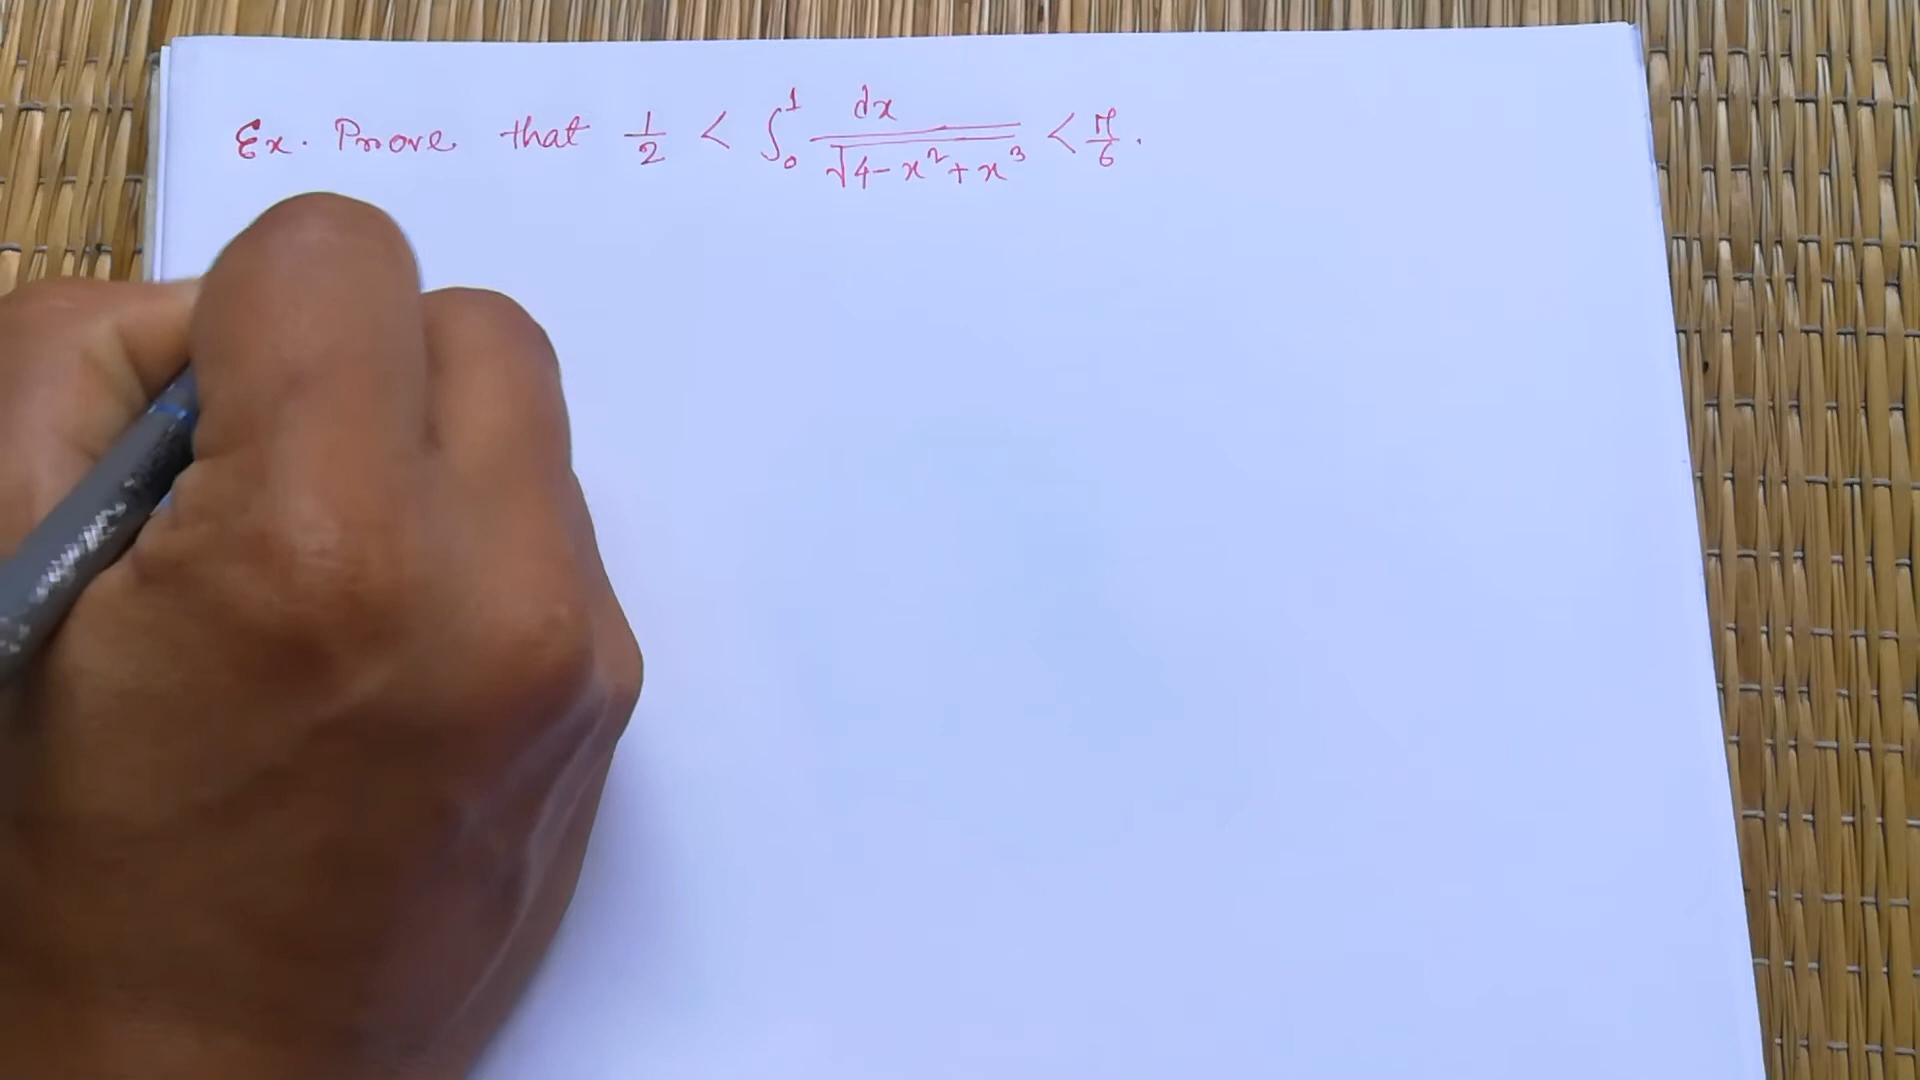 Ex. Prove that 1/2 < ∫₀¹ dx/√(4-x²+x³) < π/6.